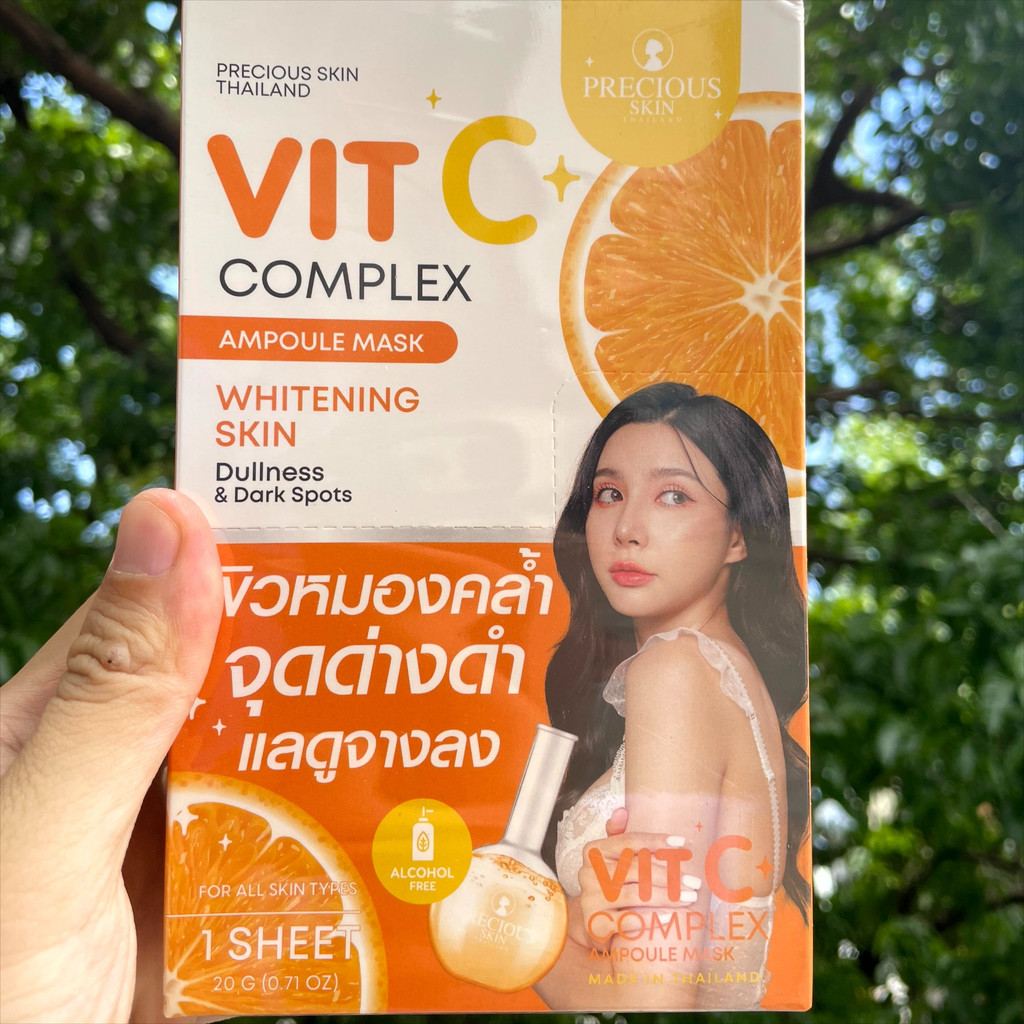 PRECIOUS SKIN
THAILAND
PRECIOUS
SKIN
THAILAND
VIT C
COMPLEX
AMPOULE MASK
WHITENING
SKIN
Dullness
& Dark Spots
ผิวหมองคล้ำ
จุดด่างดำ
แลดูจางลง
ALCOHOL
FREE
FOR ALL SKIN TYPES
1 SHEET
20 G (0.71 OZ)
PRECIOUS
SKIN
VIT C
COMPLEX
AMPOULE MASK
MADE IN THAILAND